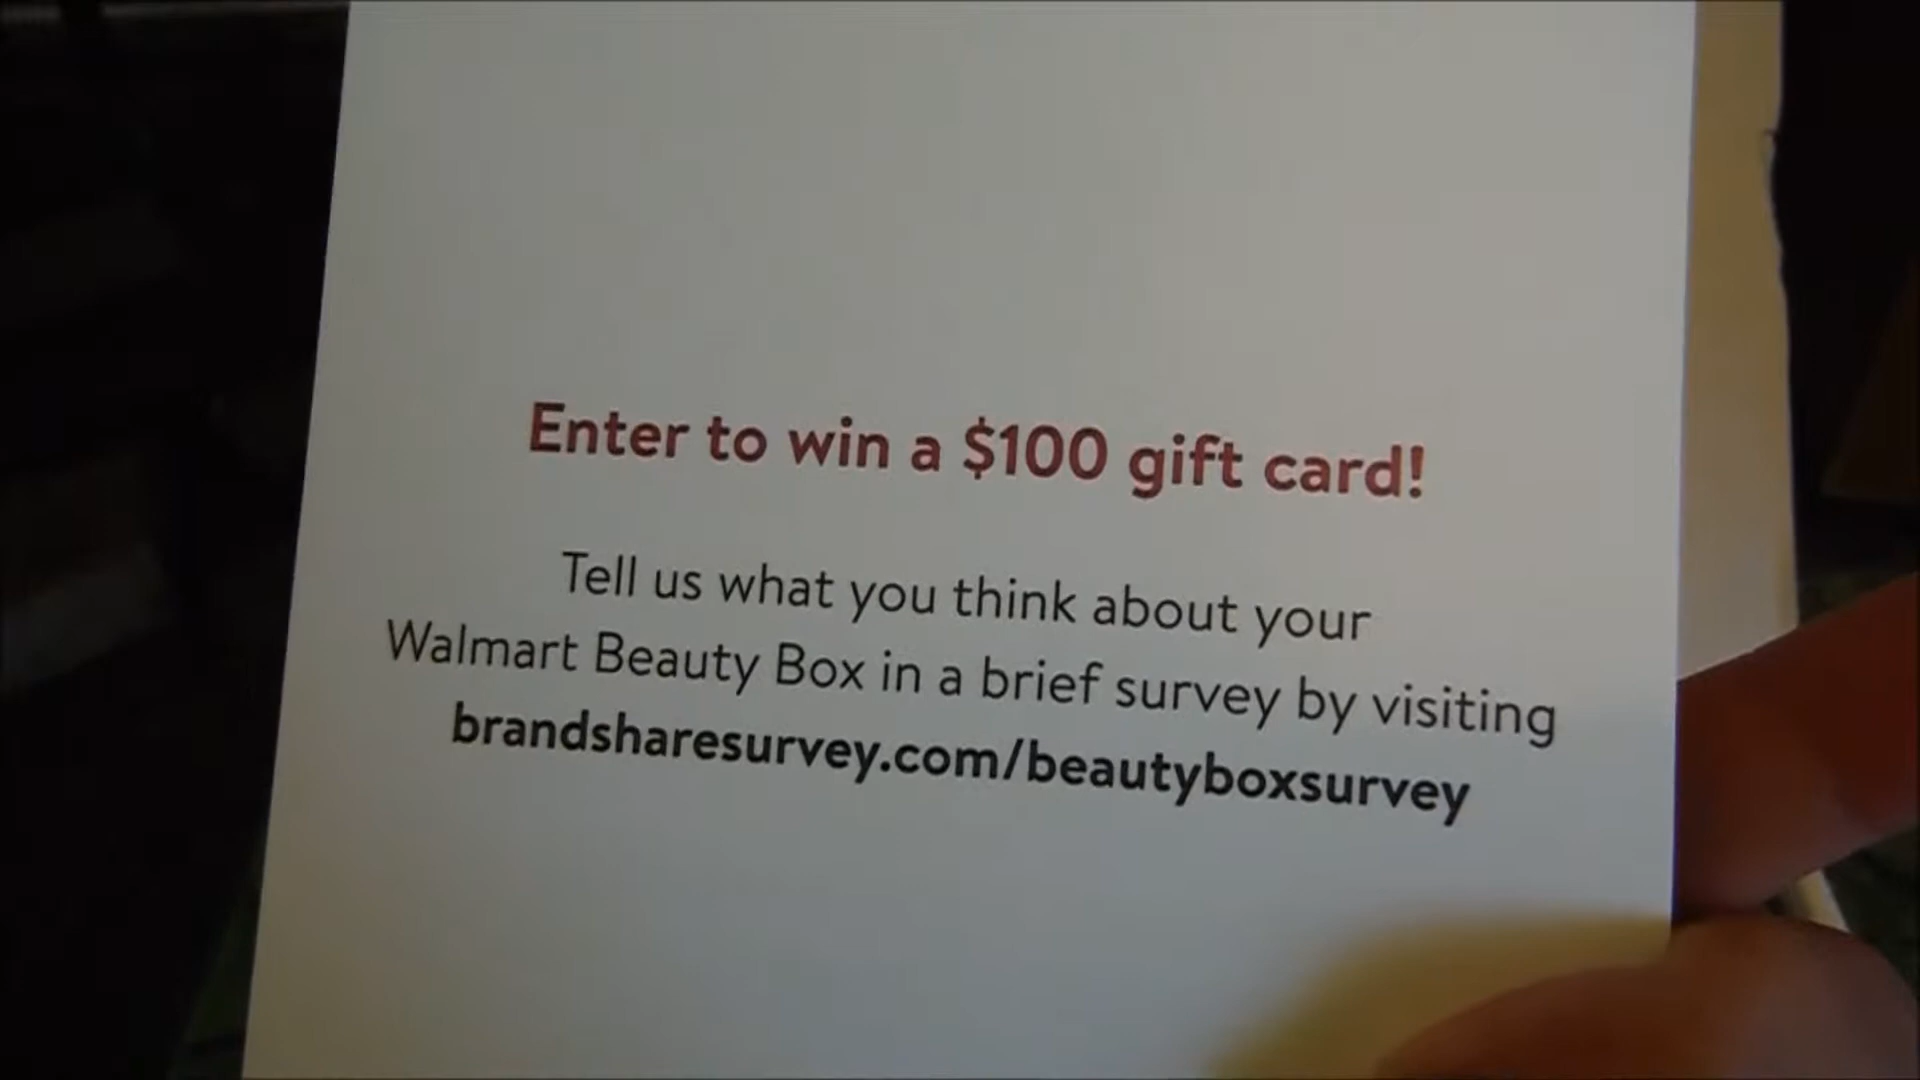 Enter to win a $100 gift card!
Tell us what you think about your
Walmart Beauty Box in a brief survey by visiting
brandsharesurvey.com/beautyboxsurvey